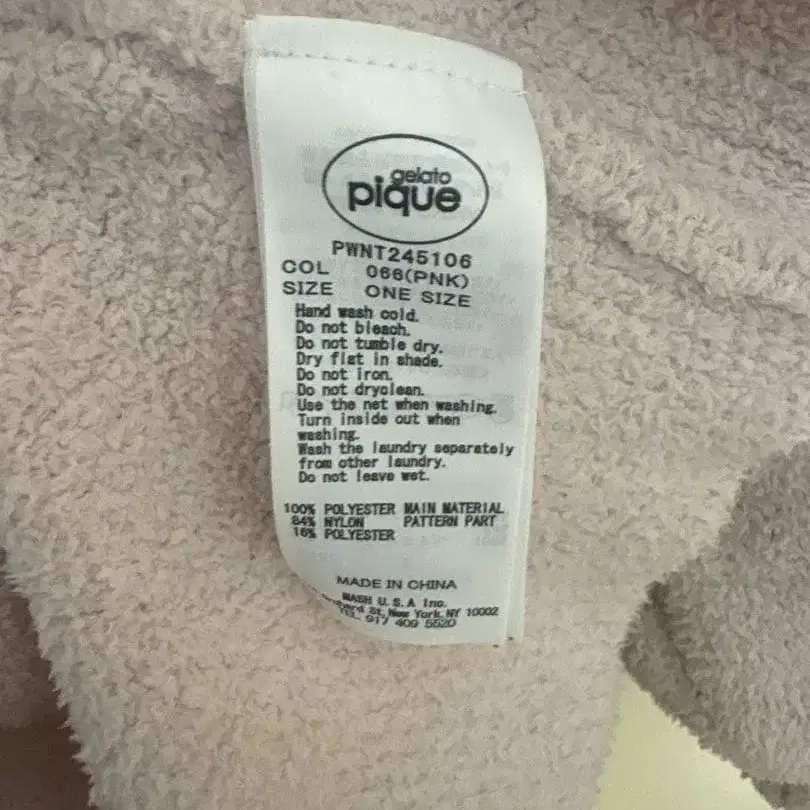 gelato
pique
PWNT245106
COL 066(PNK)
SIZE ONE SIZE
Hand wash cold.
Do not bleach.
Do not tumble dry.
Dry flat in shade.
Do not iron.
Do not dryclean.
Use the net when washing.
Turn inside out when
washing.
Wash the laundry separately
from other laundry.
Do not leave wet.
100% POLYESTER MAIN MATERIAL
84% NYLON PATTERN PART
16% POLYESTER
MADE IN CHINA
MASH U.S.A Inc.
St, New York, NY 10002
TEL 917 409 5520